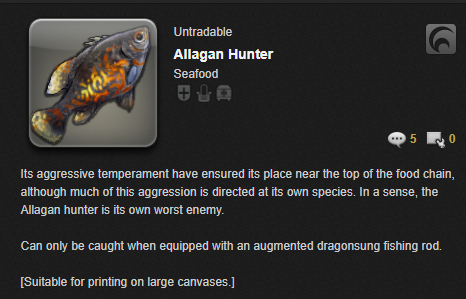 Untradable
Allagan Hunter
Seafood
5 0
Its aggressive temperament have ensured its place near the top of the food chain,
although much of this aggression is directed at its own species. In a sense, the
Allagan hunter is its own worst enemy.
Can only be caught when equipped with an augmented dragonsung fishing rod.
[Suitable for printing on large canvases.]